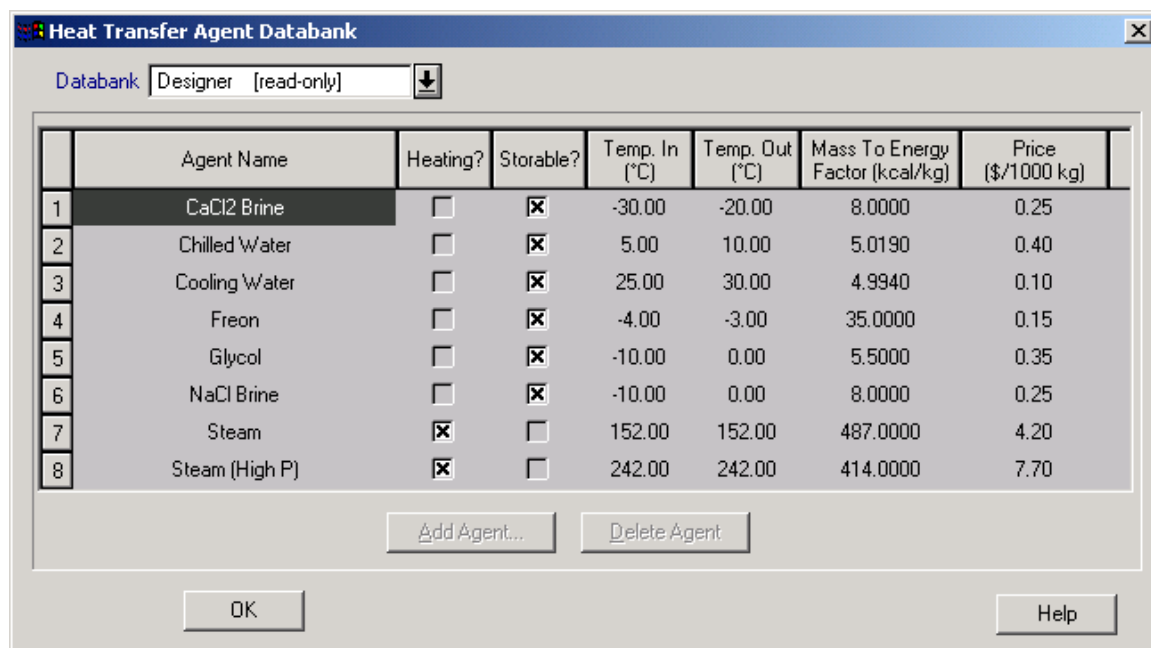 Heat Transfer Agent Databank
Databank Designer [read-only]
Agent Name Heating? Storable? Temp. In (°C) Temp. Out (°C) Mass To Energy Factor (kcal/kg) Price ($/1000 kg)
1 CaCl2 Brine -30.00 -20.00 8.0000 0.25
2 Chilled Water 5.00 10.00 5.0190 0.40
3 Cooling Water 25.00 30.00 4.9940 0.10
4 Freon -4.00 -3.00 35.0000 0.15
5 Glycol -10.00 0.00 5.5000 0.35
6 NaCl Brine -10.00 0.00 8.0000 0.25
7 Steam 152.00 152.00 487.0000 4.20
8 Steam (High P) 242.00 242.00 414.0000 7.70
Add Agent... Delete Agent
OK Help